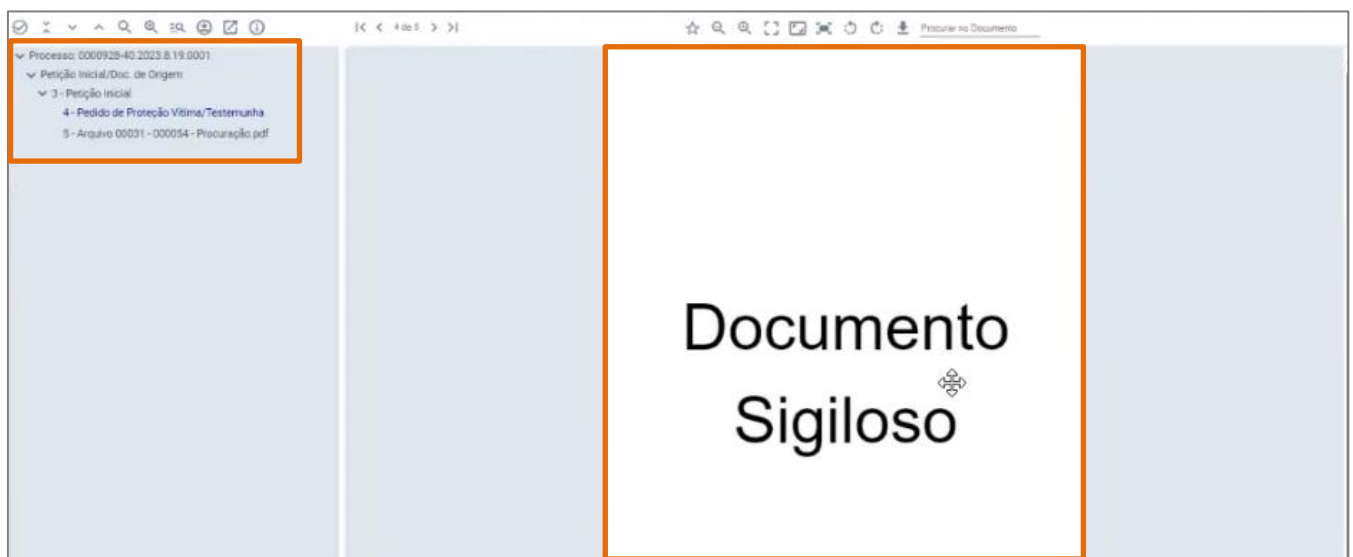 4 de 5
Procurar no Documento
Processo: 0000928-40.2023.8.19.0001
Petição Inicial/Doc. de Origem
3 - Petição Inicial
4 - Pedido de Proteção Vítima/Testemunha
5 - Arquivo 00031 - 000054 - Procuração.pdf
Documento
Sigiloso